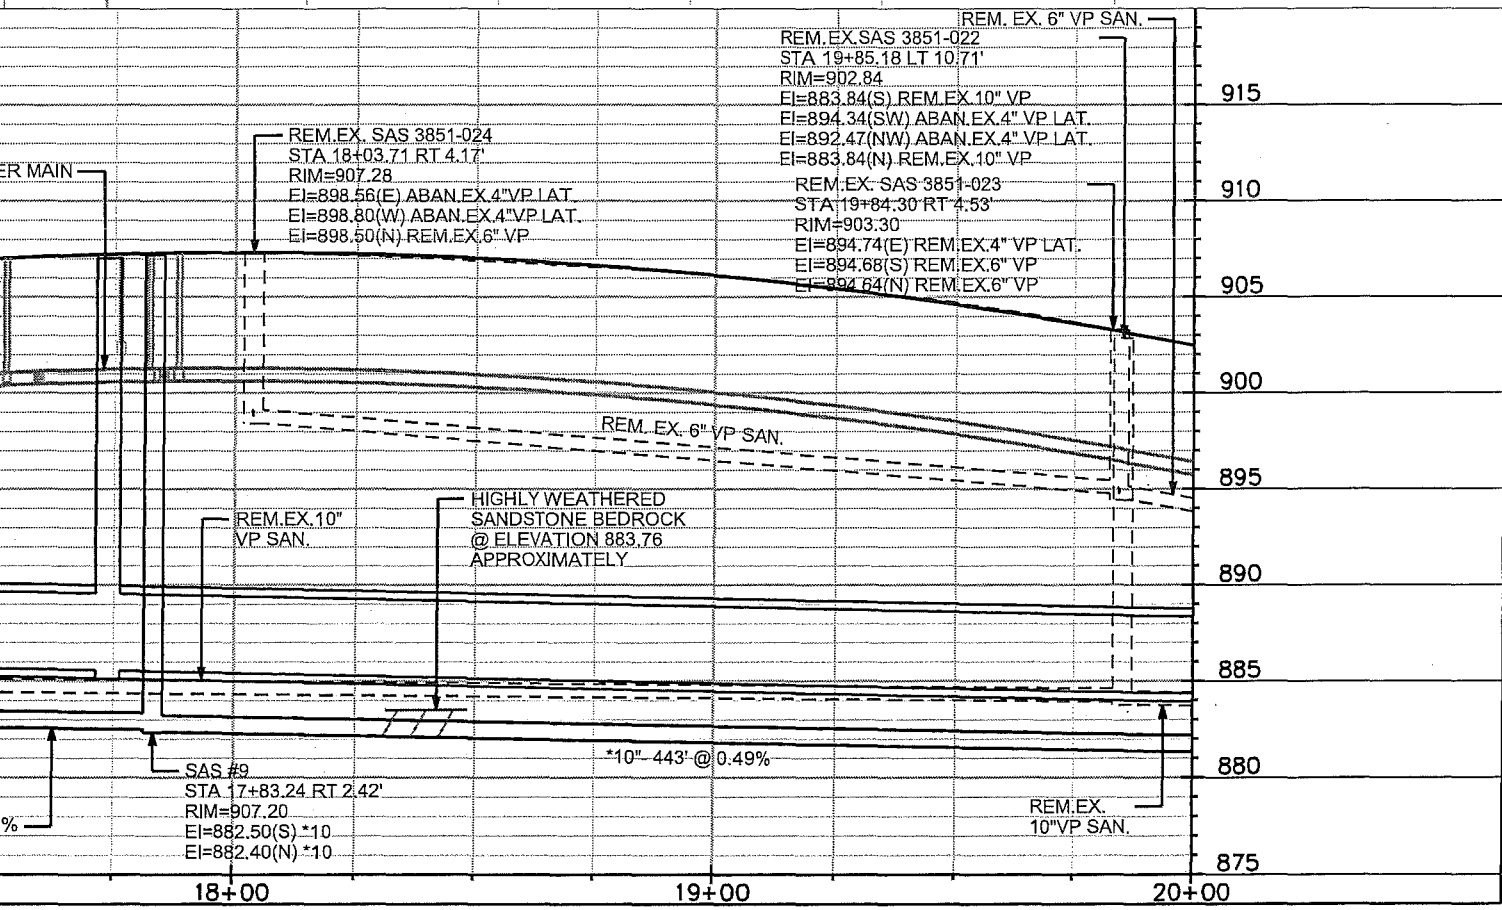 REM. EX. 6" VP SAN.
REM.EX.SAS 3851-022
STA 19+85.18 LT 10.71'
RIM=902.84
EI=883.84(S) REM.EX.10" VP
EI=894.34(SW) ABAN.EX.4" VP LAT.
EI=892.47(NW) ABAN.EX.4" VP LAT.
EI=883.84(N) REM.EX.10" VP
REM.EX. SAS 3851-023
STA 19+84.30 RT 4.53'
RIM=903.30
EI=894.74(E) REM.EX.4" VP LAT.
EI=894.68(S) REM.EX.6" VP
EI=894.64(N) REM.EX.6" VP
REM.EX. SAS 3851-024
STA 18+03.71 RT 4.17'
RIM=907.28
EI=898.56(E) ABAN.EX.4"VP LAT.
EI=898.80(W) ABAN.EX.4"VP LAT.
EI=898.50(N) REM.EX.6" VP
ER MAIN
REM. EX. 6" VP SAN.
HIGHLY WEATHERED
SANDSTONE BEDROCK
@ ELEVATION 883.76
APPROXIMATELY
REM.EX.10"
VP SAN.
*10"- 443' @ 0.49%
SAS #9
STA 17+83.24 RT 2.42'
RIM=907.20
EI=882.50(S) *10
EI=882.40(N) *10
%
REM.EX.
10"VP SAN.
915
910
905
900
895
890
885
880
875
18+00
19+00
20+00